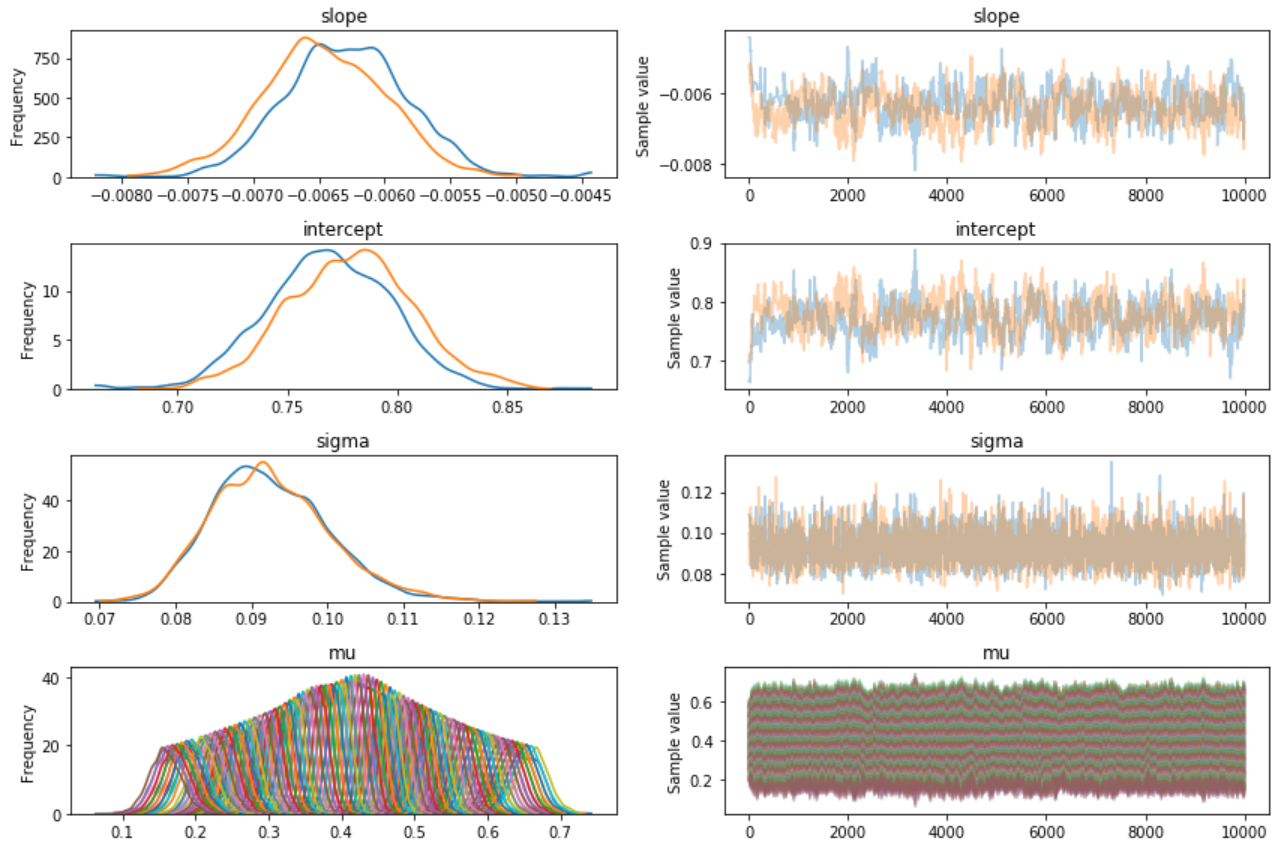 slope
slope
Frequency
750
500
250
0
−0.0080 −0.0075 −0.0070 −0.0065 −0.0060 −0.0055 −0.0050 −0.0045
Sample value
−0.006
−0.008
0 2000 4000 6000 8000 10000
intercept
intercept
Frequency
10
5
0
0.70 0.75 0.80 0.85
Sample value
0.9
0.8
0.7
0 2000 4000 6000 8000 10000
sigma
sigma
Frequency
40
20
0
0.07 0.08 0.09 0.10 0.11 0.12 0.13
Sample value
0.12
0.10
0.08
0 2000 4000 6000 8000 10000
mu
mu
Frequency
40
20
0
0.1 0.2 0.3 0.4 0.5 0.6 0.7
Sample value
0.6
0.4
0.2
0 2000 4000 6000 8000 10000